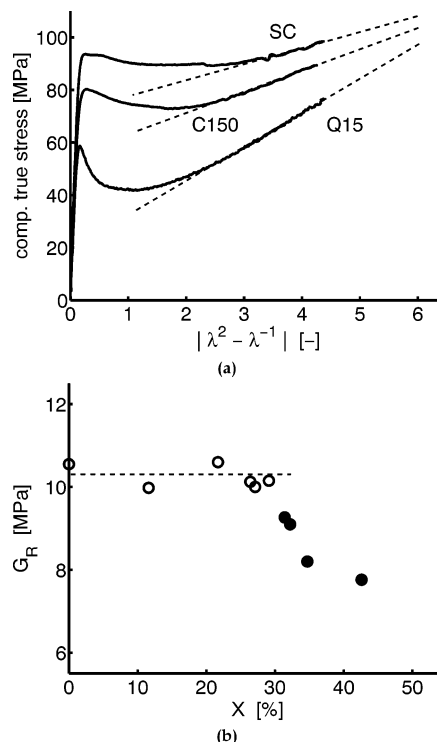 100
80
60
40
20
0
comp. true stress [MPa]
SC
C150
Q15
0 1 2 3 4 5 6
| λ² − λ⁻¹ | [−]
(a)
12
10
8
6
G_R [MPa]
0 10 20 30 40 50
X [%]
(b)